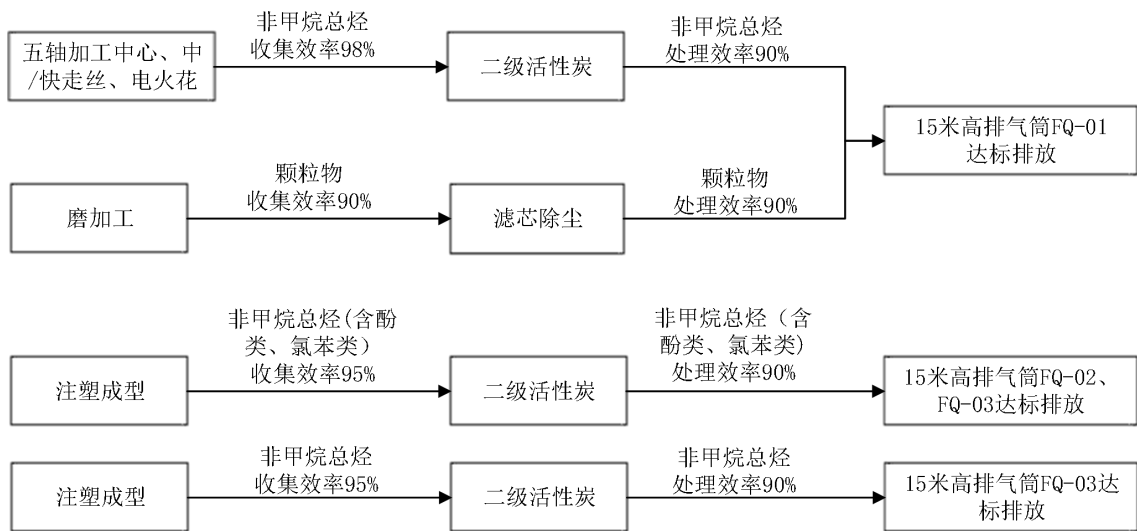 非甲烷总烃
收集效率98%
非甲烷总烃
处理效率90%
五轴加工中心、中
/快走丝、电火花
二级活性炭
15米高排气筒FQ-01
达标排放
颗粒物
收集效率90%
颗粒物
处理效率90%
磨加工
滤芯除尘
非甲烷总烃(含酚
类、氯苯类）
收集效率95%
非甲烷总烃（含
酚类、氯苯类)
处理效率90%
注塑成型
二级活性炭
15米高排气筒FQ-02、
FQ-03达标排放
非甲烷总烃
收集效率95%
非甲烷总烃
处理效率90%
注塑成型
二级活性炭
15米高排气筒FQ-03达
标排放